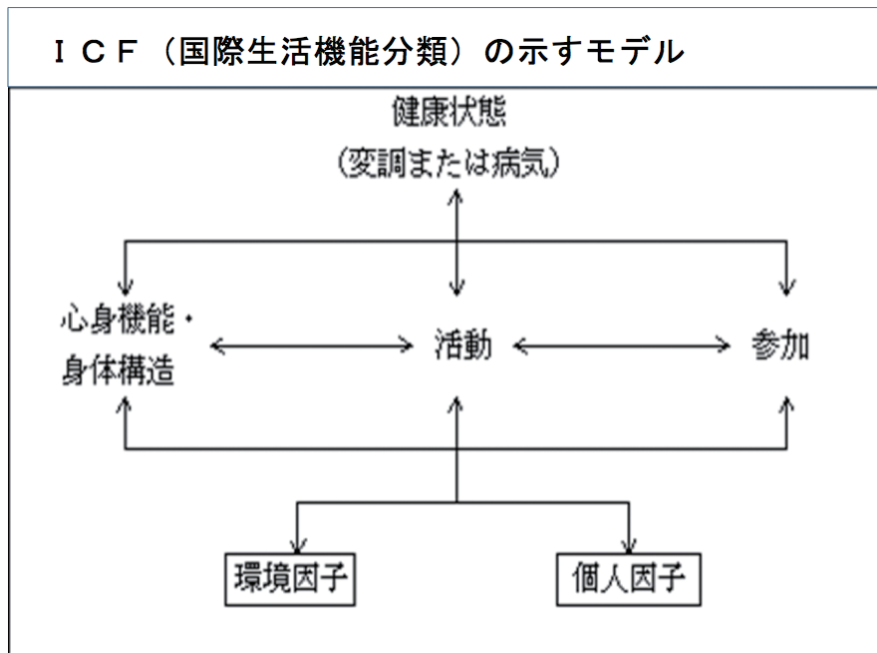 ＩＣＦ（国際生活機能分類）の示すモデル
健康状態
(変調または病気)
心身機能・
身体構造
活動
参加
環境因子
個人因子